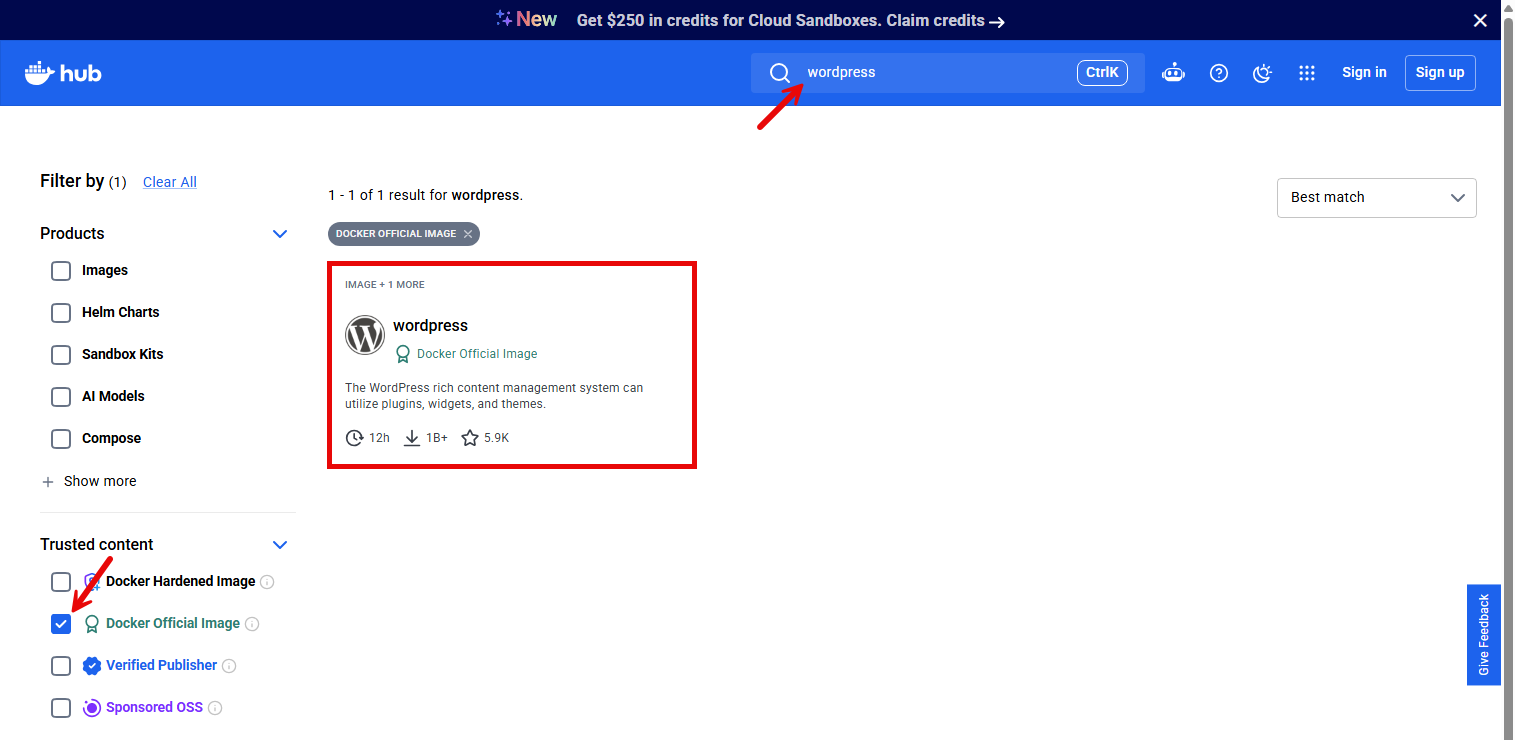 New Get $250 in credits for Cloud Sandboxes. Claim credits →
hub
wordpress
CtrlK
Sign in
Sign up
Filter by (1) Clear All
1 - 1 of 1 result for wordpress.
Best match
DOCKER OFFICIAL IMAGE
Products
Images
Helm Charts
Sandbox Kits
AI Models
Compose
+ Show more
IMAGE + 1 MORE
wordpress
Docker Official Image
The WordPress rich content management system can
utilize plugins, widgets, and themes.
12h 1B+ 5.9K
Trusted content
Docker Hardened Image
Docker Official Image
Verified Publisher
Sponsored OSS
Give Feedback